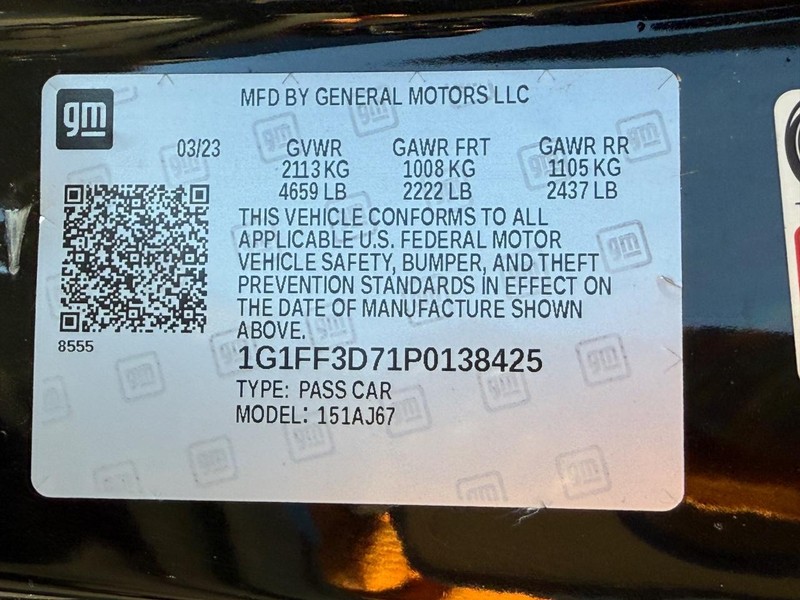 gm
MFD BY GENERAL MOTORS LLC
03/23 GVWR GAWR FRT GAWR RR
2113 KG 1008 KG 1105 KG
4659 LB 2222 LB 2437 LB
THIS VEHICLE CONFORMS TO ALL
APPLICABLE U.S. FEDERAL MOTOR
VEHICLE SAFETY, BUMPER, AND THEFT
PREVENTION STANDARDS IN EFFECT ON
THE DATE OF MANUFACTURE SHOWN
ABOVE.
8555
1G1FF3D71P0138425
TYPE: PASS CAR
MODEL: 151AJ67